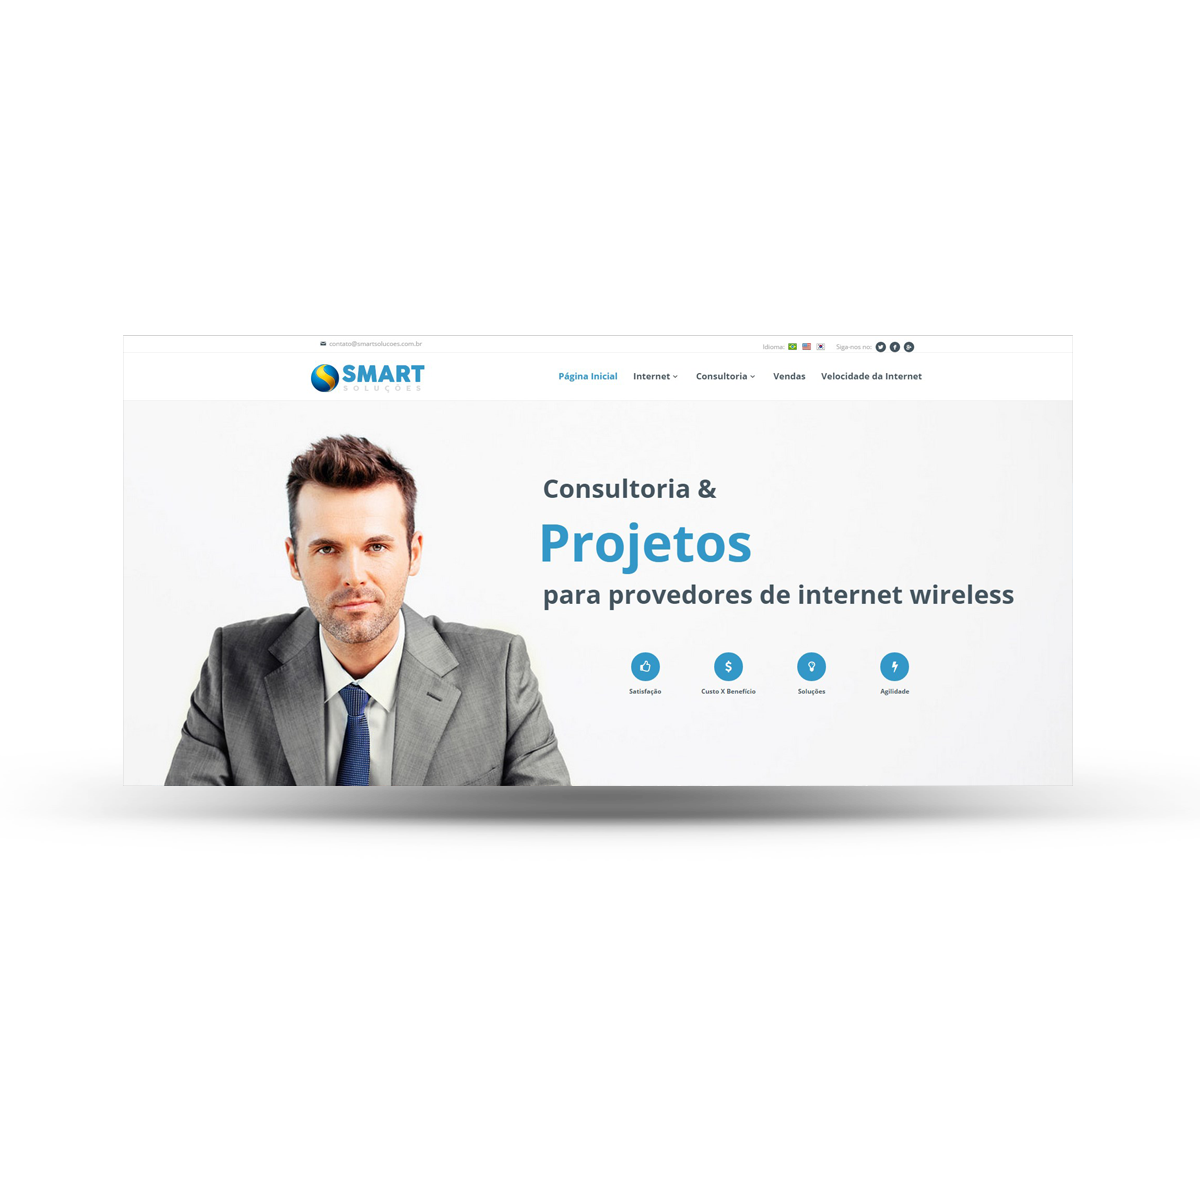 contato@smartsolucoes.com.br
Idioma:
Siga-nos no:
SMART
SOLUÇÕES
Página Inicial
Internet
Consultoria
Vendas
Velocidade da Internet
Consultoria &
Projetos
para provedores de internet wireless
Satisfação
Custo X Benefício
Soluções
Agilidade